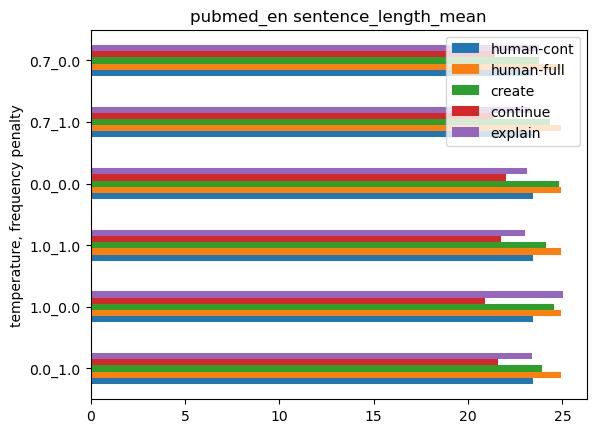 pubmed_en sentence_length_mean
human-cont
human-full
create
continue
explain
temperature, frequency penalty
0.7_0.0
0.7_1.0
0.0_0.0
1.0_1.0
1.0_0.0
0.0_1.0
0 5 10 15 20 25